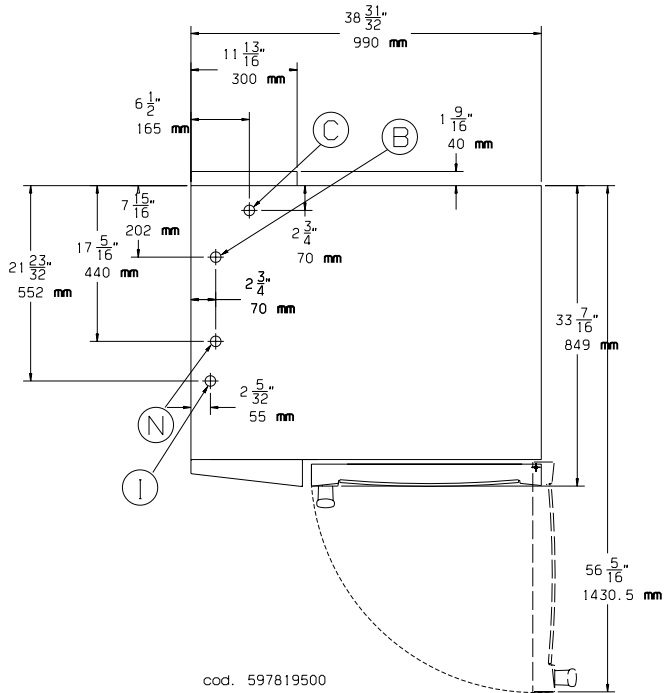 38 31/32"
990 mm
11 13/16"
300 mm
6 1/2"
165 mm
C
B
1 9/16"
40 mm
7 15/16"
202 mm
2 3/4"
70 mm
17 5/16"
440 mm
21 23/32"
552 mm
2 3/4"
70 mm
33 7/16"
849 mm
2 5/32"
55 mm
N
I
56 5/16"
1430.5 mm
cod. 597819500